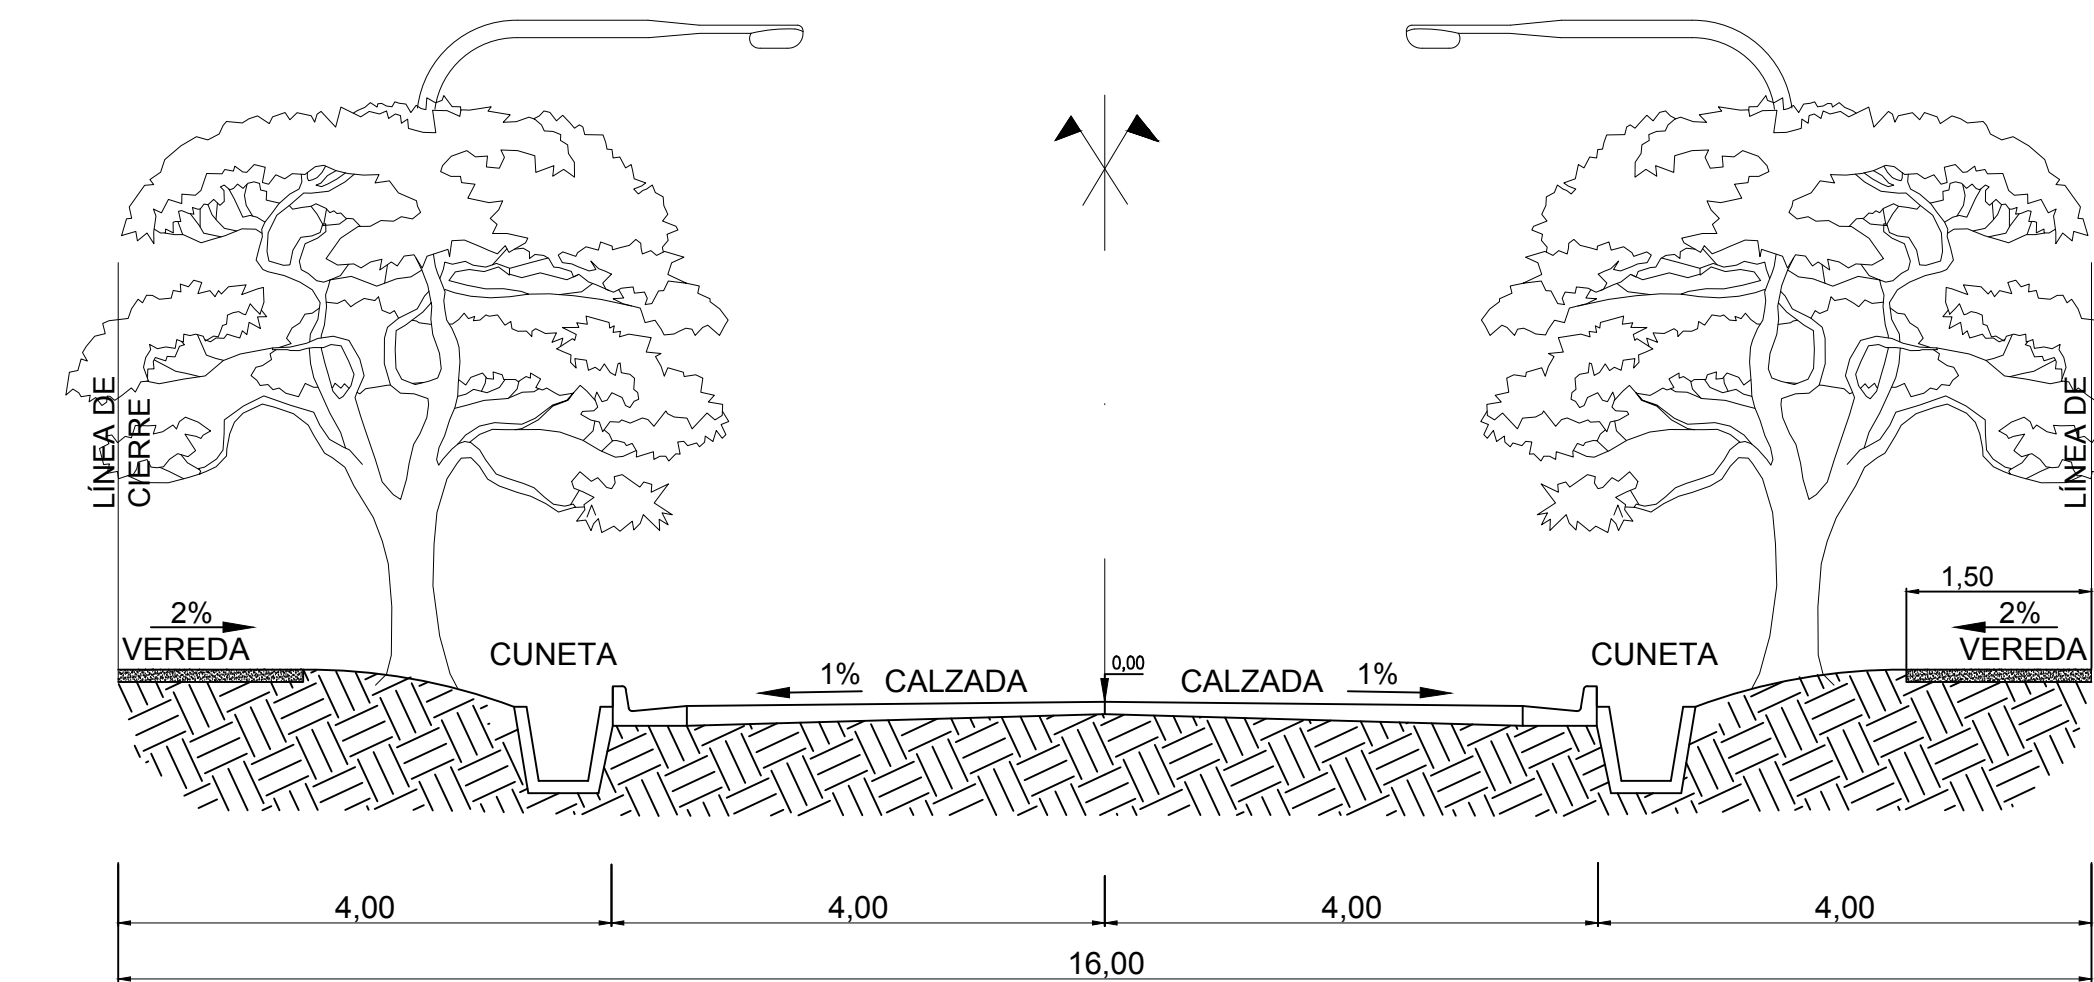 LÍNEA DE
CIERRE
LÍNEA DE
1,50
2%
2%
VEREDA
CUNETA
CUNETA
VEREDA
0,00
1%
CALZADA
CALZADA
1%
4,00
4,00
4,00
4,00
16,00